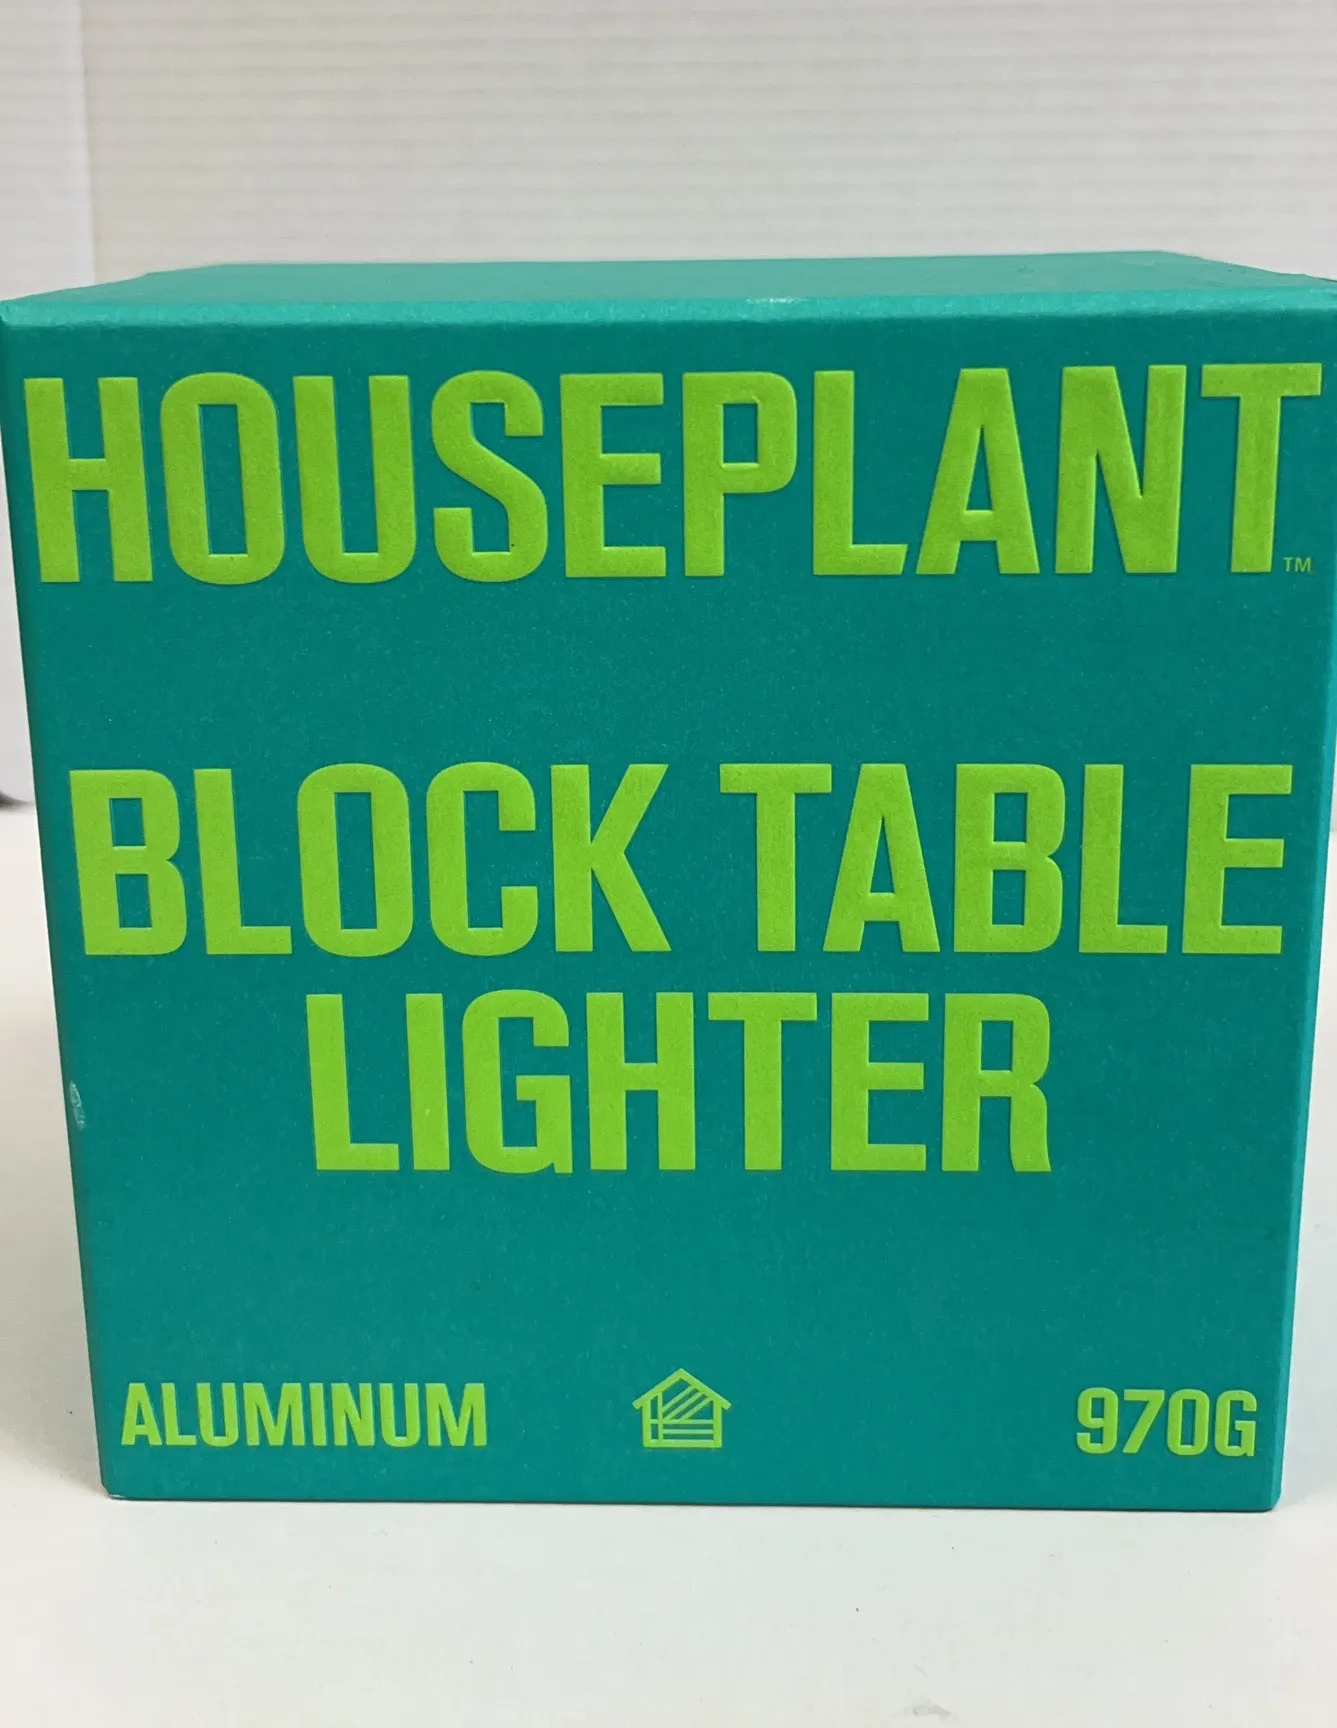 HOUSEPLANT™
BLOCK TABLE
LIGHTER
ALUMINUM 970G